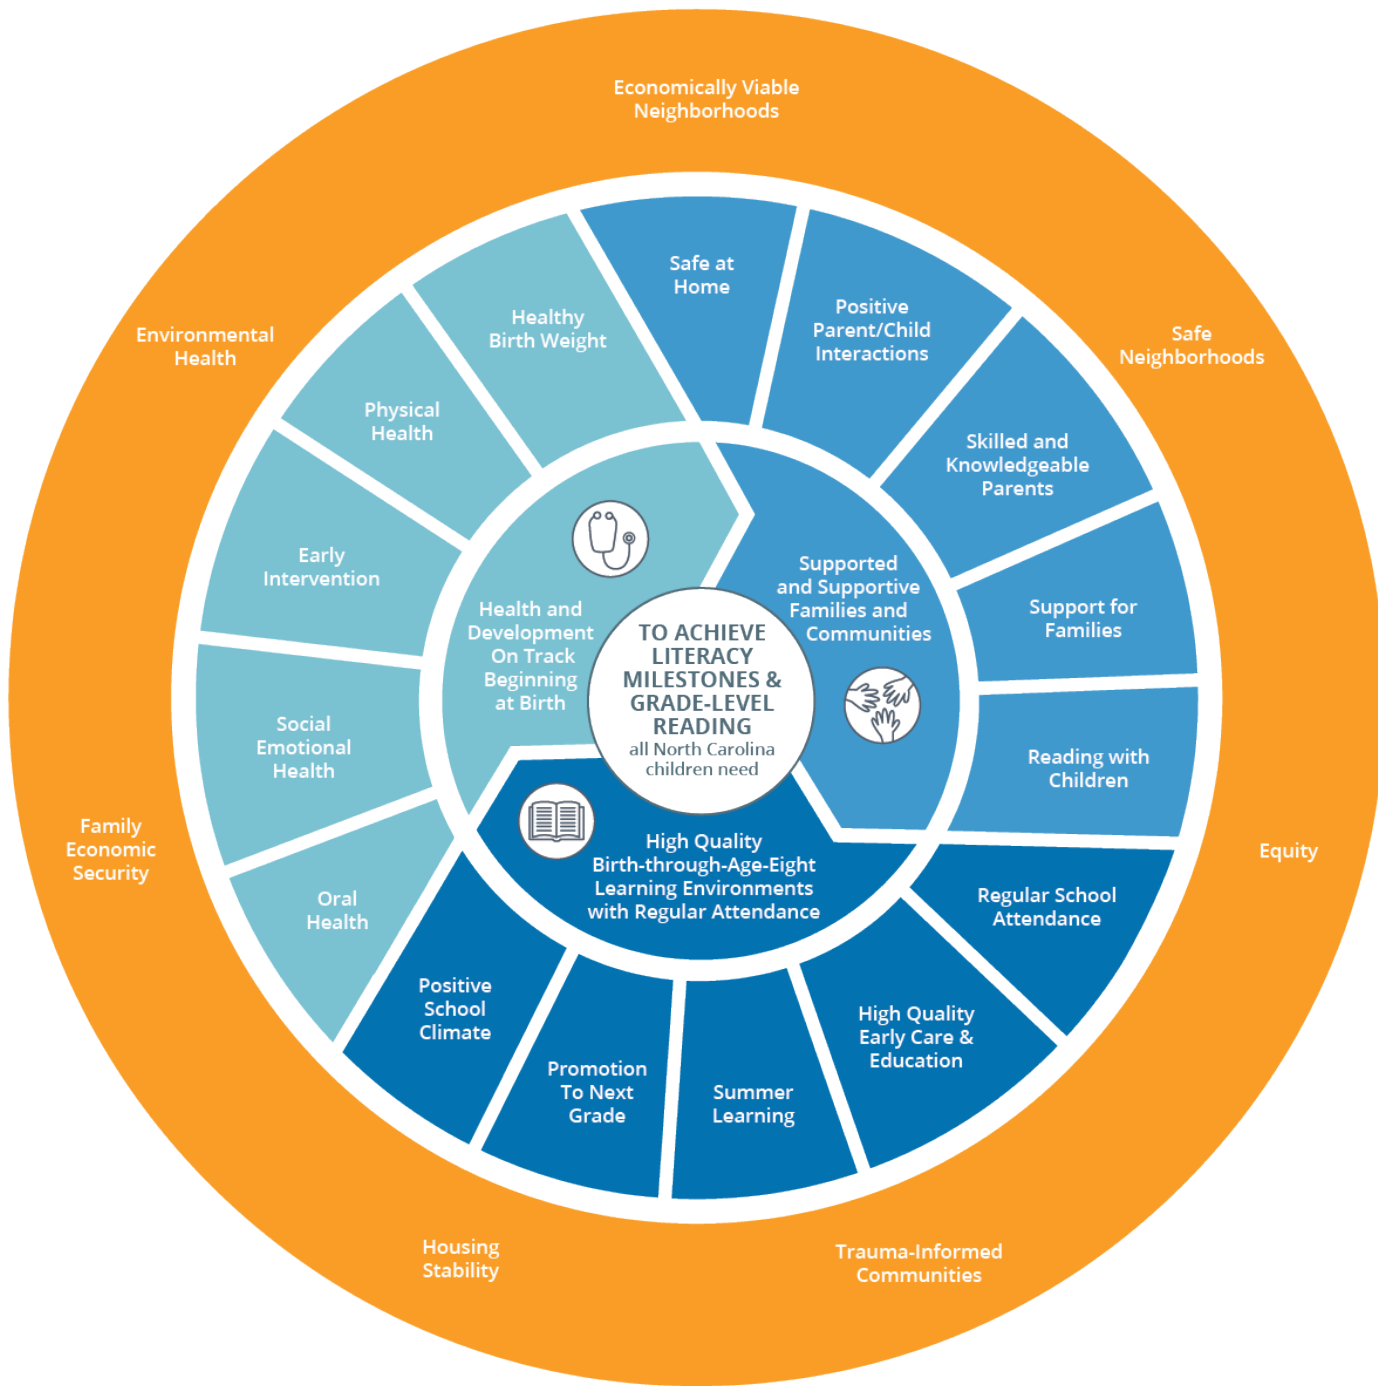 Economically Viable
Neighborhoods
Safe
Neighborhoods
Equity
Trauma-Informed
Communities
Housing
Stability
Family
Economic
Security
Environmental
Health
Safe at
Home
Positive
Parent/Child
Interactions
Skilled and
Knowledgeable
Parents
Support for
Families
Reading with
Children
Regular School
Attendance
High Quality
Early Care &
Education
Summer
Learning
Promotion
To Next
Grade
Positive
School
Climate
Oral
Health
Social
Emotional
Health
Early
Intervention
Physical
Health
Healthy
Birth Weight
Health and
Development
On Track
Beginning
at Birth
Supported
and Supportive
Families and
Communities
High Quality
Birth-through-Age-Eight
Learning Environments
with Regular Attendance
TO ACHIEVE
LITERACY
MILESTONES &
GRADE-LEVEL
READING
all North Carolina
children need